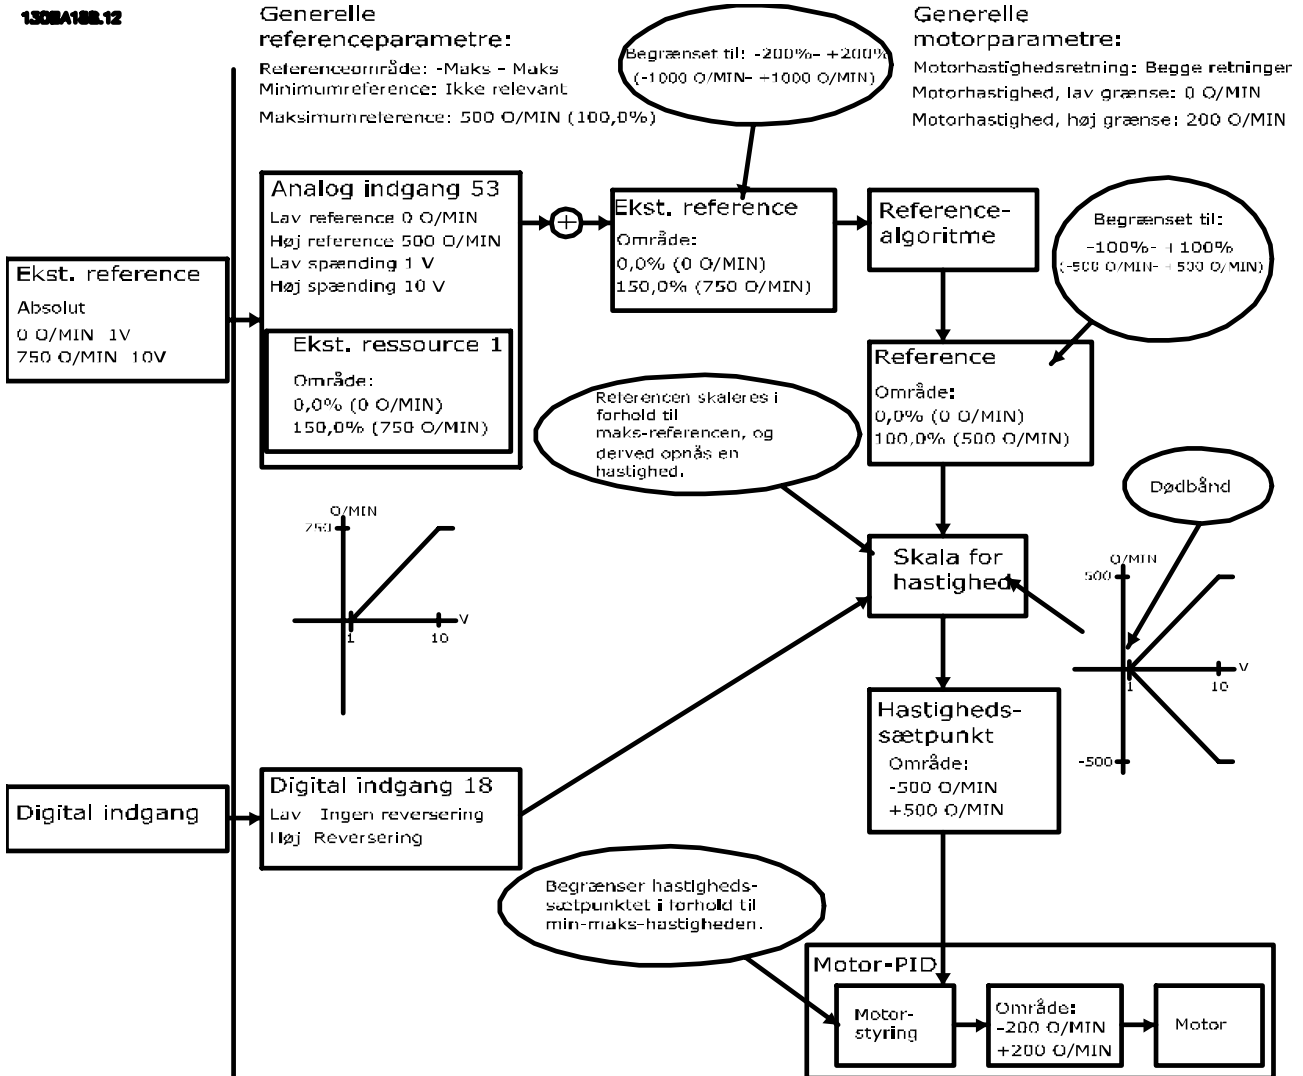 130BA188.12
Generelle
referenceparametre:
Referenceområde: -Maks - Maks
Minimumreference: Ikke relevant
Maksimumreference: 500 O/MIN (100,0%)
Begrænset til: -200%- +200%
(-1000 O/MIN- +1000 O/MIN)
Generelle
motorparametre:
Motorhastighedsretning: Begge retninger
Motorhastighed, lav grænse: 0 O/MIN
Motorhastighed, høj grænse: 200 O/MIN
Ekst. reference
Absolut
0 O/MIN 1V
750 O/MIN 10V
Analog indgang 53
Lav reference 0 O/MIN
Høj reference 500 O/MIN
Lav spænding 1 V
Høj spænding 10 V
Ekst. ressource 1
Område:
0,0% (0 O/MIN)
150,0% (750 O/MIN)
+
Ekst. reference
Område:
0,0% (0 O/MIN)
150,0% (750 O/MIN)
Reference-
algoritme
Begrænset til:
-100%- +100%
(-500 O/MIN- +500 O/MIN)
Reference
Område:
0,0% (0 O/MIN)
100,0% (500 O/MIN)
Referencen skaleres i
forhold til
maks-referencen, og
derved opnås en
hastighed.
Dødbånd
O/MIN
750
1
10
V
Skala for
hastighed
O/MIN
500
V
1
10
-500
Hastigheds-
sætpunkt
Område:
-500 O/MIN
+500 O/MIN
Digital indgang
Digital indgang 18
Lav Ingen reversering
Høj Reversering
Begrænser hastigheds-
sætpunktet i forhold til
min-maks-hastigheden.
Motor-PID
Motor-
styring
Område:
-200 O/MIN
+200 O/MIN
Motor